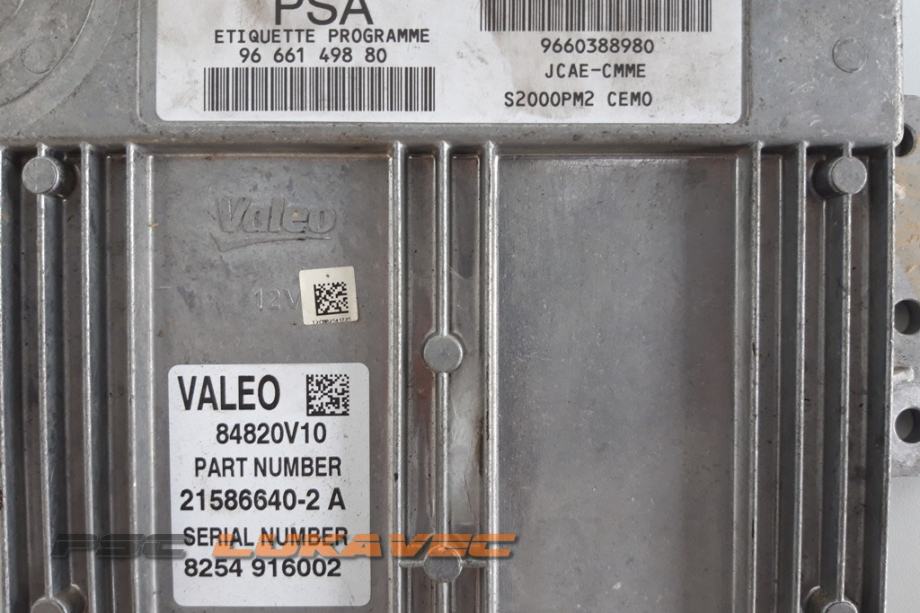 PSA
ETIQUETTE PROGRAMME
96 661 498 80
9660388980
JCAE-CMME
S2000PM2 CEM0
Valeo
12V
VALEO
84820V10
PART NUMBER
21586640-2 A
SERIAL NUMBER
8254 916002
PSC LUKAVEC